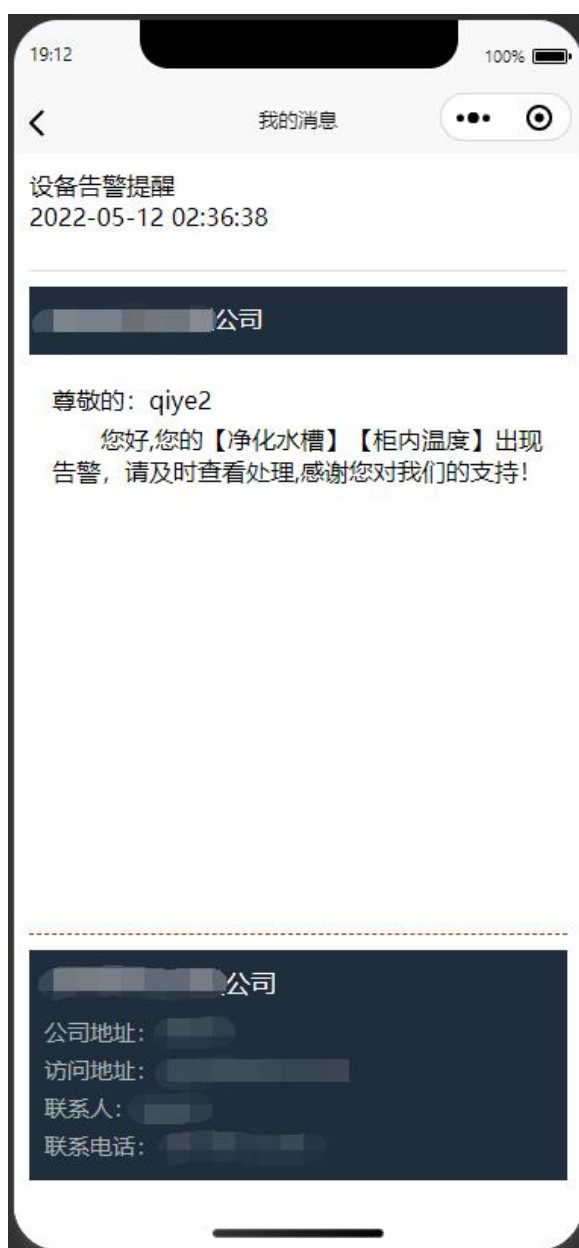 19:12
100%
我的消息
设备告警提醒
2022-05-12 02:36:38
公司
尊敬的：qiye2
您好,您的【净化水槽】【柜内温度】出现
告警，请及时查看处理,感谢您对我们的支持！
公司
公司地址：
访问地址：
联系人：
联系电话：